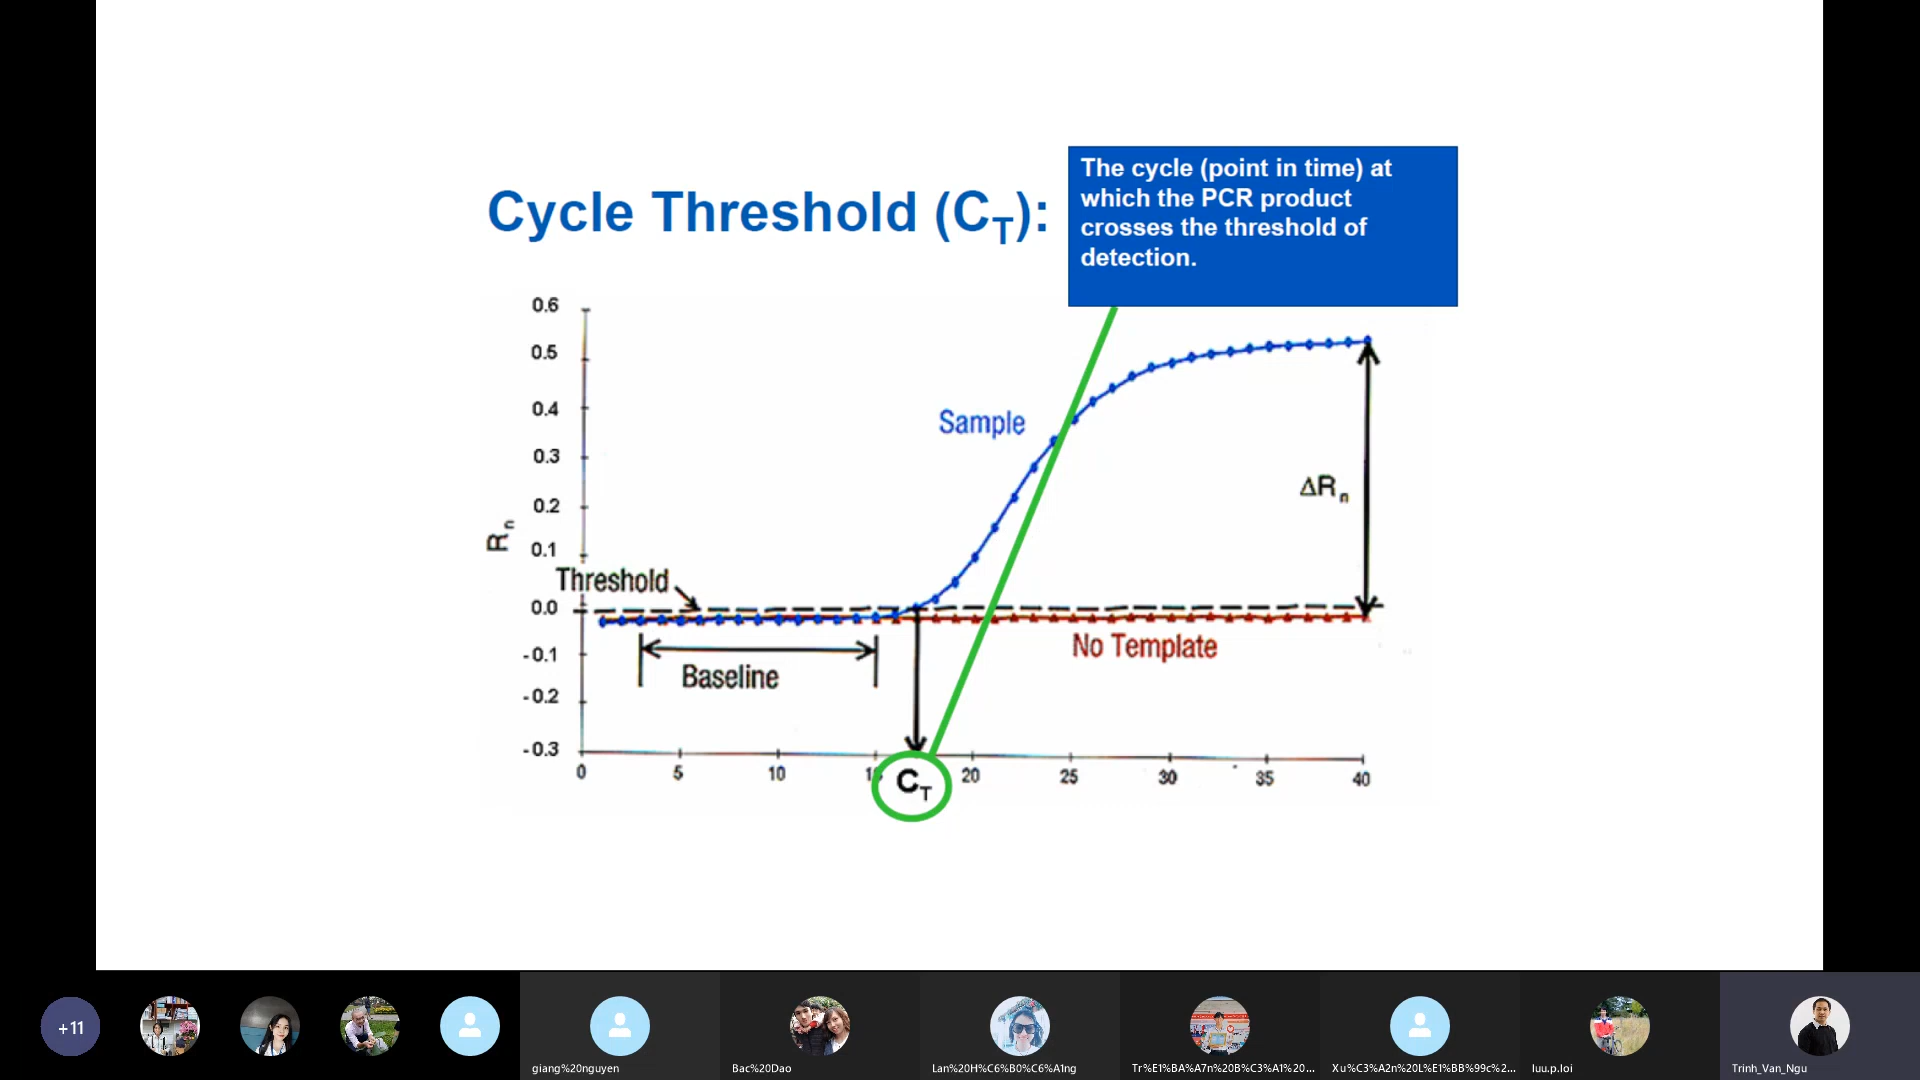 Cycle Threshold (CT):
The cycle (point in time) at
which the PCR product
crosses the threshold of
detection.
0.6
0.5
0.4
0.3
0.2
0.1
0.0
-0.1
-0.2
-0.3
Rn
Threshold
Sample
ΔRn
No Template
Baseline
0
5
10
CT
20
25
30
35
40
+11
giang%20nguyen
Bac%20Dao
Lan%20H%C6%B0%C6%A1ng
Tr%E1%BA%A7n%20B%C3%A1%20...
Xu%C3%A2n%20L%E1%BB%99c%2...
luu.p.loi
Trinh_Van_Ngu